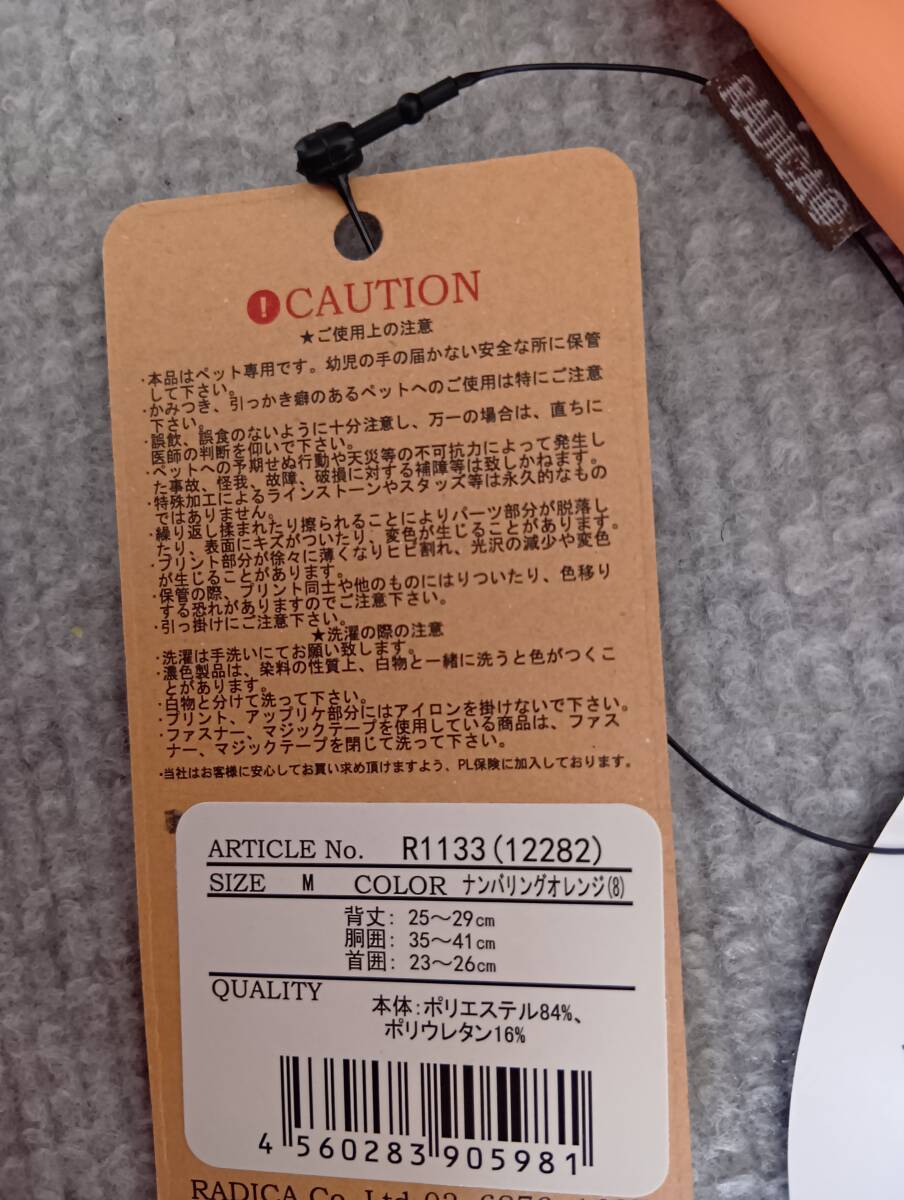 RADICA
!CAUTION
★ご使用上の注意
・本品はペット専用です。幼児の手の届かない安全な所に保管
して下さい。
・かみつき、引っかき癖のあるペットへのご使用は特にご注意
下さい。
・誤飲、誤食のないように十分注意し、万一の場合は、直ちに
医師の判断を仰いで下さい。
・ペットへの予期せぬ行動や天災等の不可抗力によって発生し
た事故、怪我、故障、破損に対する補障等は致しかねます。
・特殊加工によるラインストーンやスタッズ等は永久的なもの
ではありません。
・繰り返し揉まれたり擦られることによりパーツ部分が脱落し
たり、表面にキズがついたり、変色が生じることがあります。
・プリント部分が徐々に薄くなりヒビ割れ、光沢の減少や変色
が生じることがあります。
・保管の際、プリント同士や他のものにはりついたり、色移り
する恐れがありますのでご注意下さい。
・引っ掛けにご注意下さい。
★洗濯の際の注意
・洗濯は手洗いにてお願い致します。
・濃色製品は、染料の性質上、白物と一緒に洗うと色がつくこ
とがあります。
・白物と分けて洗って下さい。
・プリント、アップリケ部分にはアイロンを掛けないで下さい。
・ファスナー、マジックテープを使用している商品は、ファス
ナー、マジックテープを閉じて洗って下さい。
・当社はお客様に安心してお買い求め頂けますよう、PL保険に加入しております。
ARTICLE No. R1133(12282)
SIZE M COLOR ナンバリングオレンジ(8)
背丈: 25～29cm
胴囲: 35～41cm
首囲: 23～26cm
QUALITY
本体:ポリエステル84%、
ポリウレタン16%
4 560283 905981
RADICA Co.Ltd 03